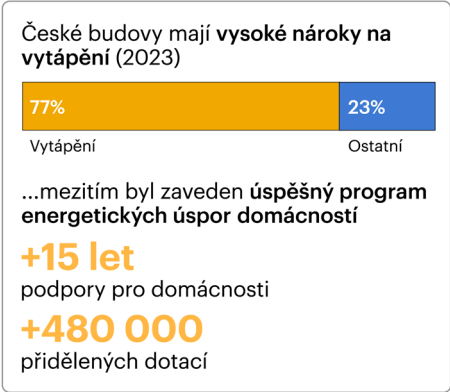 České budovy mají vysoké nároky na
vytápění (2023)
77%
23%
Vytápění
Ostatní
...mezitím byl zaveden úspěšný program
energetických úspor domácností
+15 let
podpory pro domácnosti
+480 000
přidělených dotací